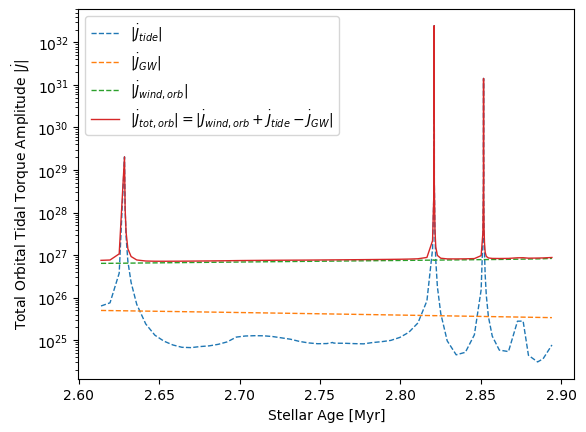 |J̇_tide|
|J̇_GW|
|J̇_wind,orb|
|J̇_tot,orb| = |J̇_wind,orb + J̇_tide − J̇_GW|
Total Orbital Tidal Torque Amplitude |J̇|
10^32
10^31
10^30
10^29
10^28
10^27
10^26
10^25
2.60 2.65 2.70 2.75 2.80 2.85 2.90
Stellar Age [Myr]